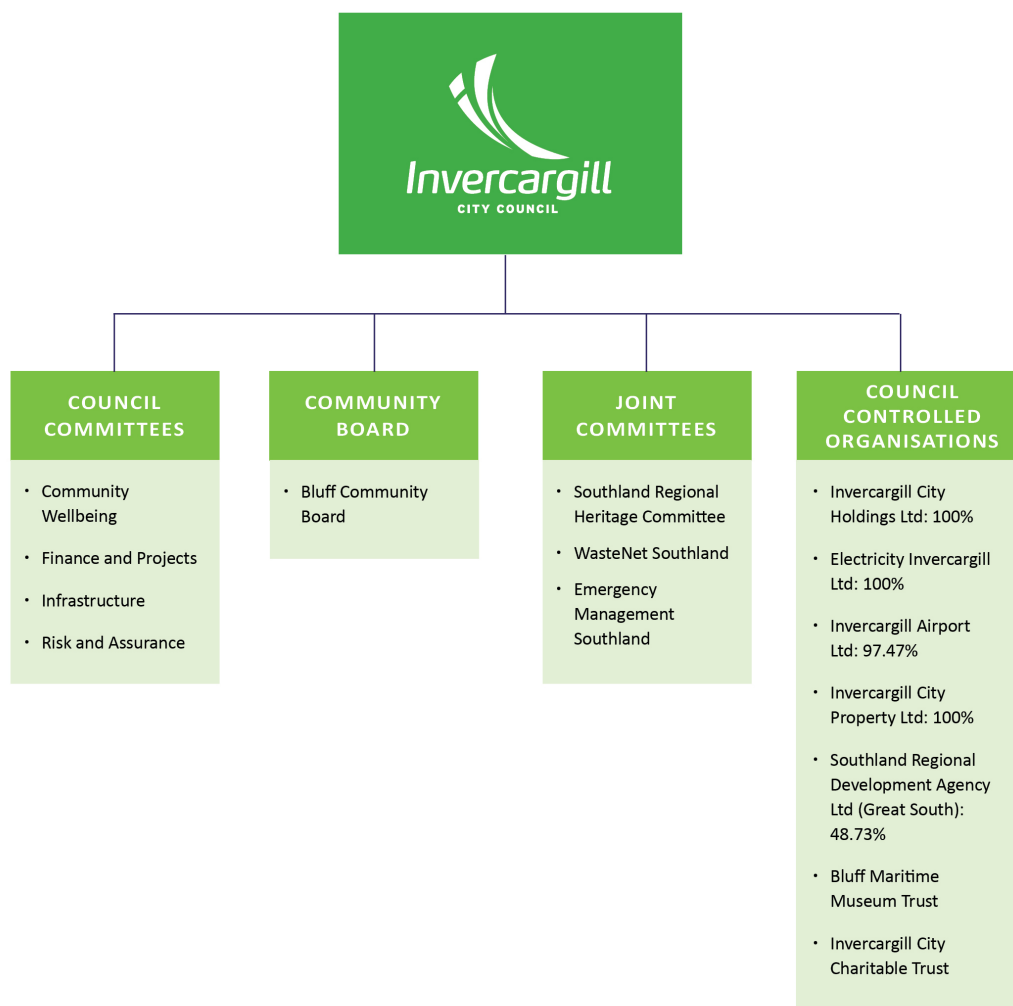 Invercargill
CITY COUNCIL
COUNCIL
COMMITTEES
• Community
Wellbeing
• Finance and Projects
• Infrastructure
• Risk and Assurance
COMMUNITY
BOARD
• Bluff Community
Board
JOINT
COMMITTEES
• Southland Regional
Heritage Committee
• WasteNet Southland
• Emergency
Management
Southland
COUNCIL
CONTROLLED
ORGANISATIONS
• Invercargill City
Holdings Ltd: 100%
• Electricity Invercargill
Ltd: 100%
• Invercargill Airport
Ltd: 97.47%
• Invercargill City
Property Ltd: 100%
• Southland Regional
Development Agency
Ltd (Great South):
48.73%
• Bluff Maritime
Museum Trust
• Invercargill City
Charitable Trust